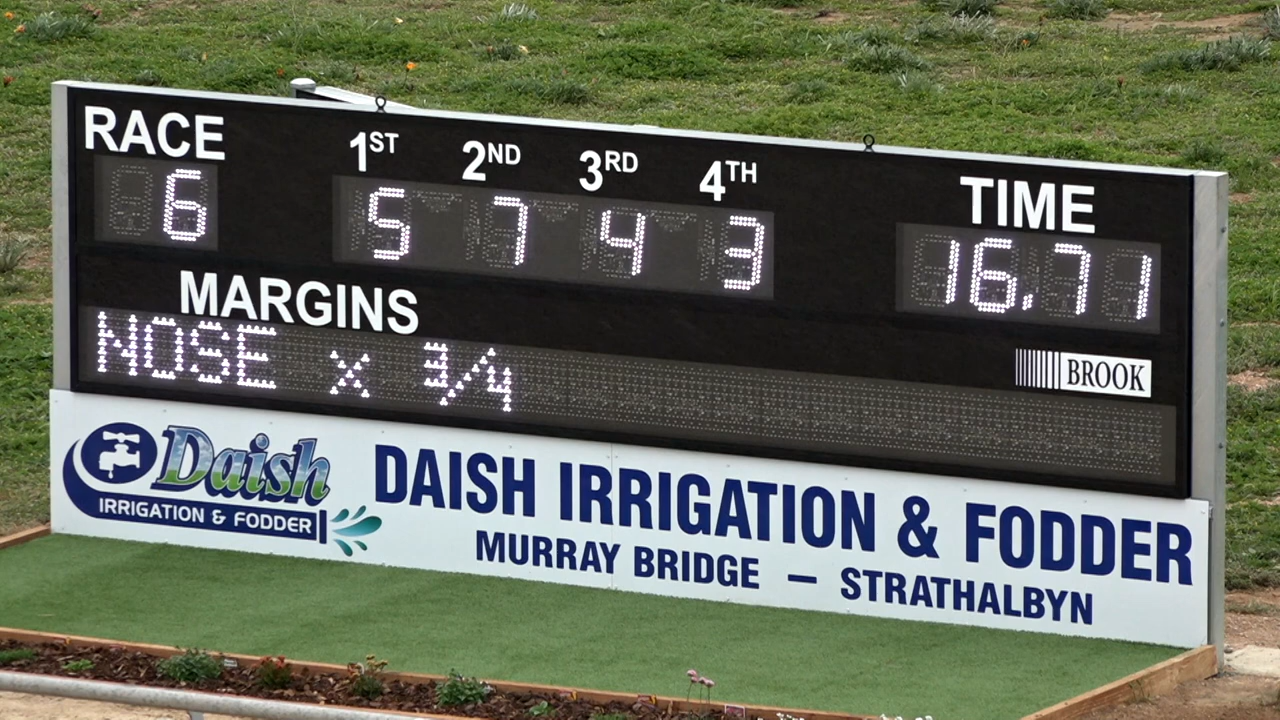 RACE 1ST 2ND 3RD 4TH TIME
6 5 7 4 3 16.71
MARGINS
NOSE X 3/4
BROOK
Daish
IRRIGATION & FODDER
DAISH IRRIGATION & FODDER
MURRAY BRIDGE – STRATHALBYN